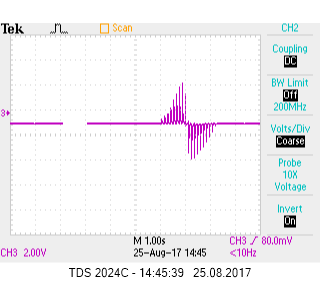 Tek Scan CH2
Coupling
DC
BW Limit
Off
200MHz
3
Volts/Div
Coarse
Probe
10X
Voltage
Invert
On
M 1.00s CH3 80.0mV
CH3 2.00V 25-Aug-17 14:45 <10Hz
TDS 2024C - 14:45:39 25.08.2017